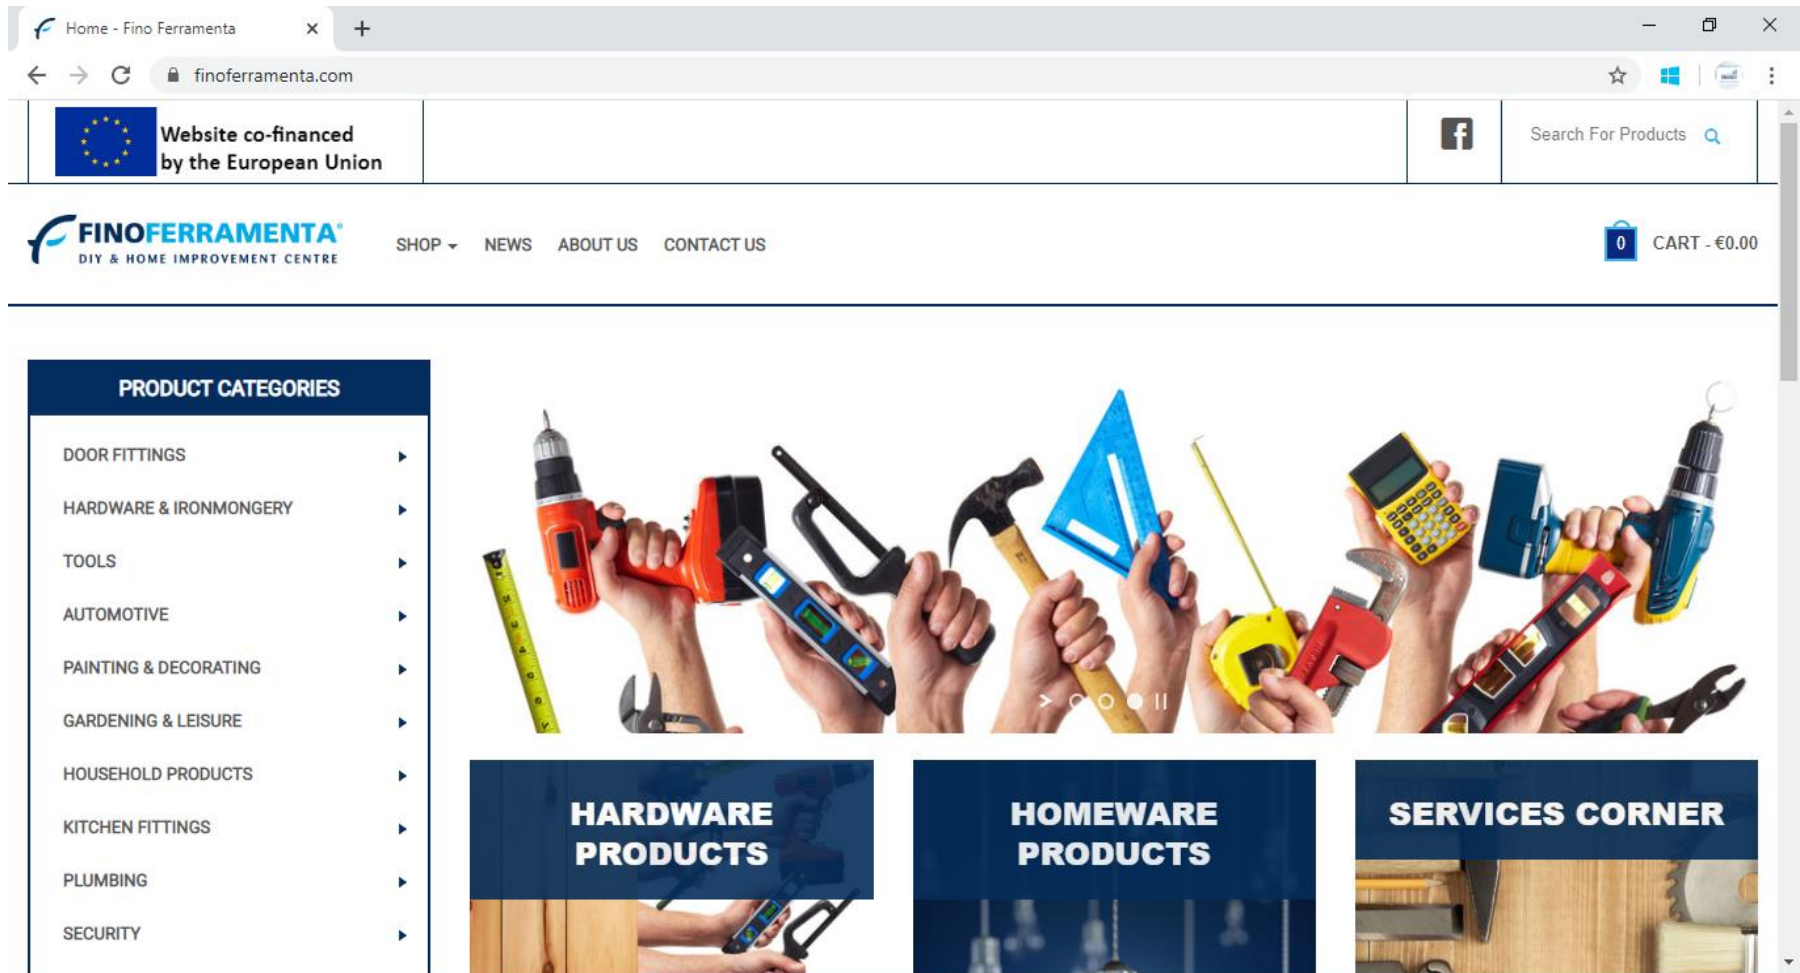 Home - Fino Ferramenta
finoferramenta.com
Website co-financed
by the European Union
Search For Products
FINOFERRAMENTA
DIY & HOME IMPROVEMENT CENTRE
SHOP
NEWS
ABOUT US
CONTACT US
0
CART - €0.00
PRODUCT CATEGORIES
DOOR FITTINGS
HARDWARE & IRONMONGERY
TOOLS
AUTOMOTIVE
PAINTING & DECORATING
GARDENING & LEISURE
HOUSEHOLD PRODUCTS
KITCHEN FITTINGS
PLUMBING
SECURITY
HARDWARE
PRODUCTS
HOMEWARE
PRODUCTS
SERVICES CORNER